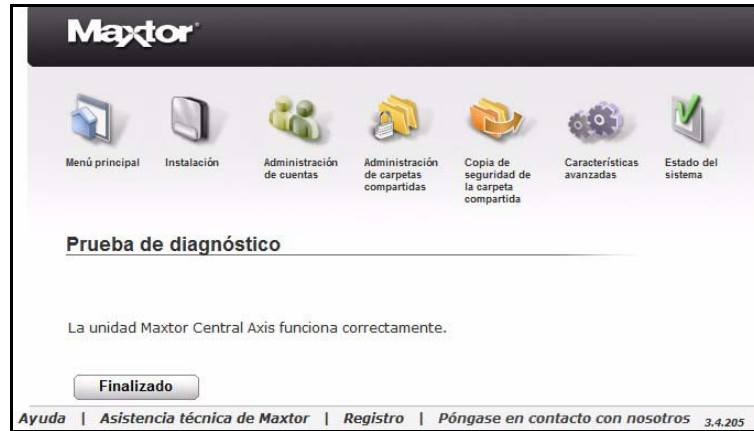 Maxtor
Menú principal
Instalación
Administración
de cuentas
Administración
de carpetas
compartidas
Copia de
seguridad de
la carpeta
compartida
Características
avanzadas
Estado del
sistema
Prueba de diagnóstico
La unidad Maxtor Central Axis funciona correctamente.
Finalizado
Ayuda | Asistencia técnica de Maxtor | Registro | Póngase en contacto con nosotros 3.4.205